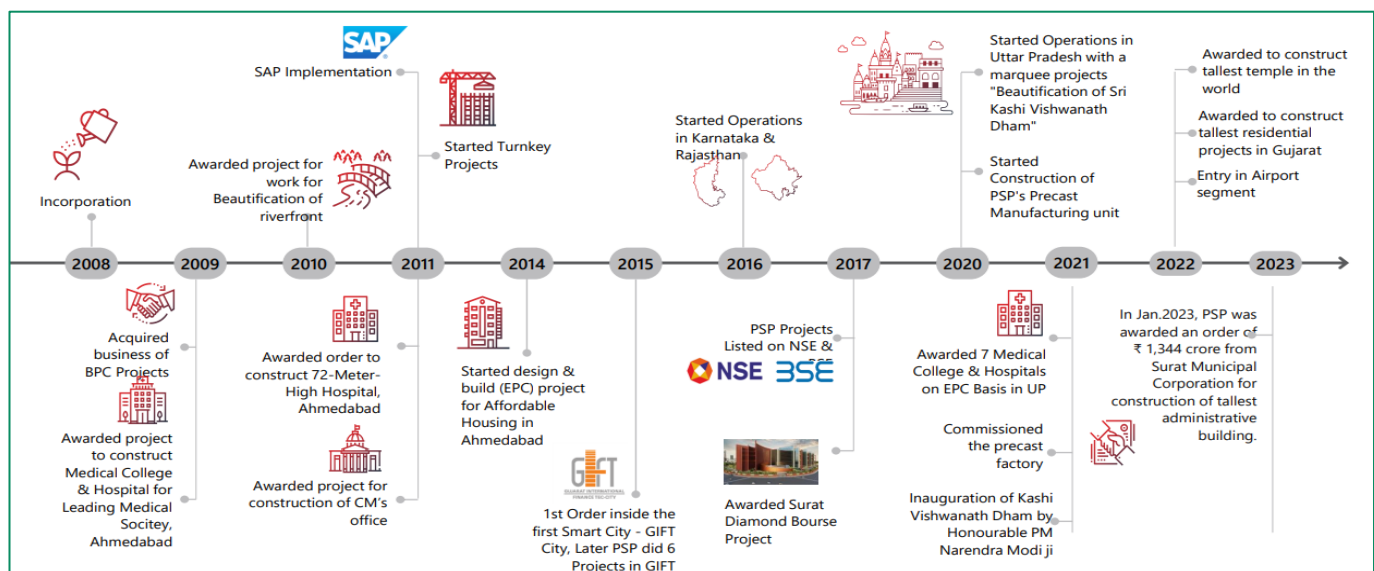 SAP
SAP Implementation
Started Operations in
Uttar Pradesh with a
marquee projects
"Beautification of Sri
Kashi Vishwanath
Dham"
Awarded to construct
tallest temple in the
world
Awarded to construct
tallest residential
projects in Gujarat
Entry in Airport
segment
Started Operations
in Karnataka &
Rajasthan
Started Turnkey
Projects
Awarded project for
work for
Beautification of
riverfront
Started
Construction of
PSP's Precast
Manufacturing unit
Incorporation
2008
2009
2010
2011
2014
2015
2016
2017
2020
2021
2022
2023
Acquired
business of
BPC Projects
Awarded project
to construct
Medical College
& Hospital for
Leading Medical
Socitey,
Ahmedabad
Awarded order to
construct 72-Meter-
High Hospital,
Ahmedabad
Awarded project for
construction of CM's
office
Started design &
build (EPC) project
for Affordable
Housing in
Ahmedabad
GIFT
GUJARAT INTERNATIONAL
FINANCE TEC-CITY
1st Order inside the
first Smart City - GIFT
City, Later PSP did 6
Projects in GIFT
PSP Projects
Listed on NSE &
NSE BSE
Awarded Surat
Diamond Bourse
Project
Awarded 7 Medical
College & Hospitals
on EPC Basis in UP
Commissioned
the precast
factory
Inauguration of Kashi
Vishwanath Dham by
Honourable PM
Narendra Modi ji
In Jan.2023, PSP was
awarded an order of
₹ 1,344 crore from
Surat Municipal
Corporation for
construction of tallest
administrative
building.